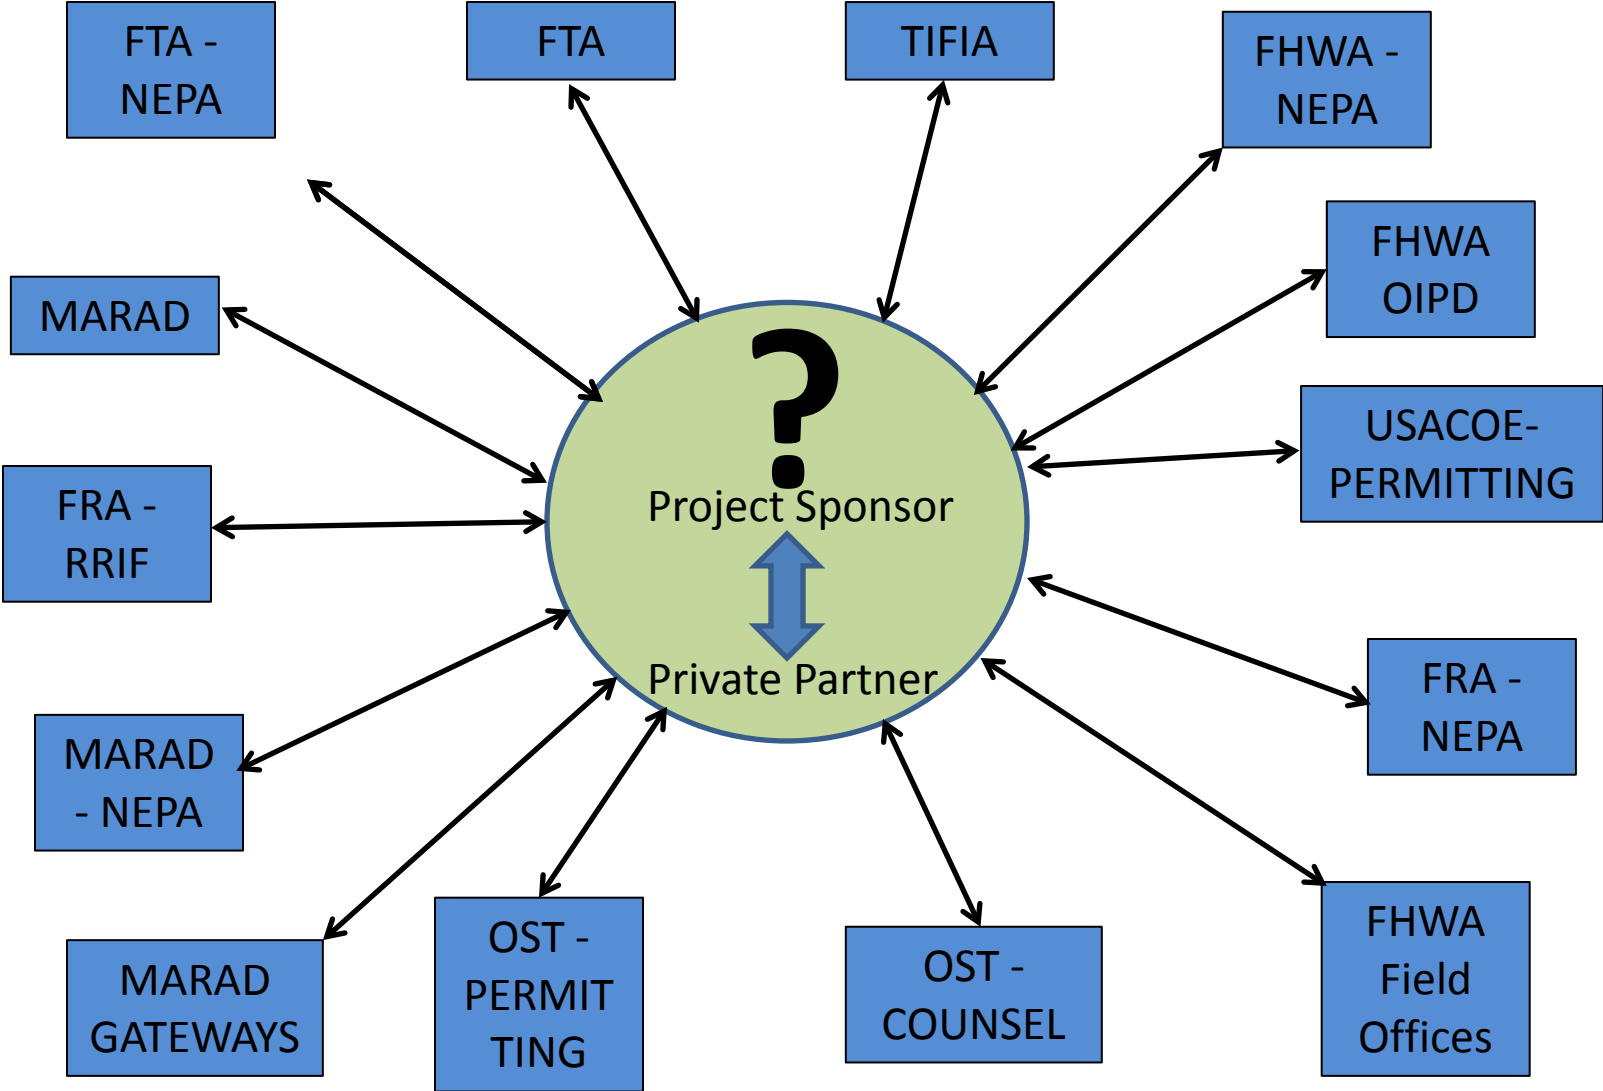 FTA -
NEPA
FTA
TIFIA
FHWA -
NEPA
FHWA
OIPD
MARAD
?
USACOE-
PERMITTING
FRA -
RRIF
Project Sponsor
Private Partner
FRA -
NEPA
MARAD
- NEPA
MARAD
GATEWAYS
OST -
PERMIT
TING
OST -
COUNSEL
FHWA
Field
Offices